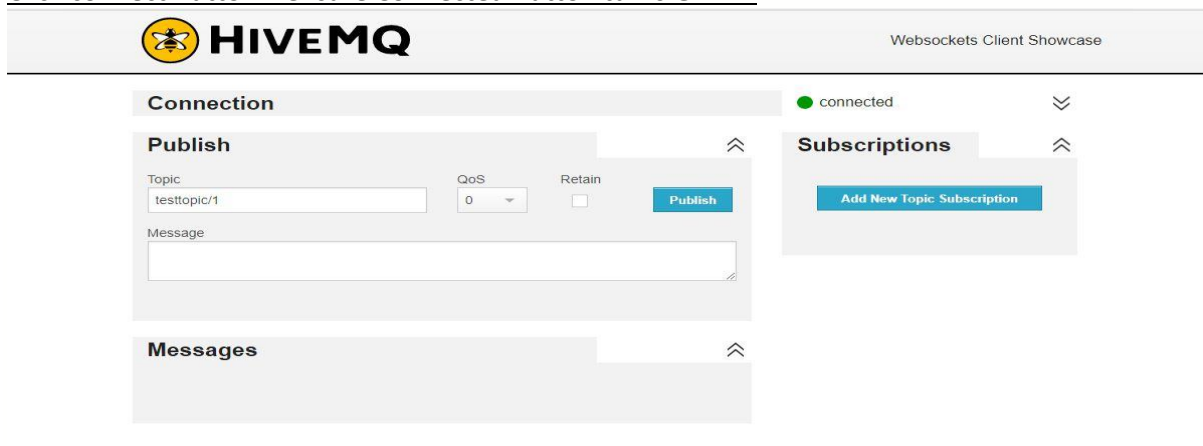 HIVEMQ
Websockets Client Showcase
Connection
connected
Publish
Subscriptions
Topic QoS Retain
testtopic/1 0 Publish
Add New Topic Subscription
Message
Messages